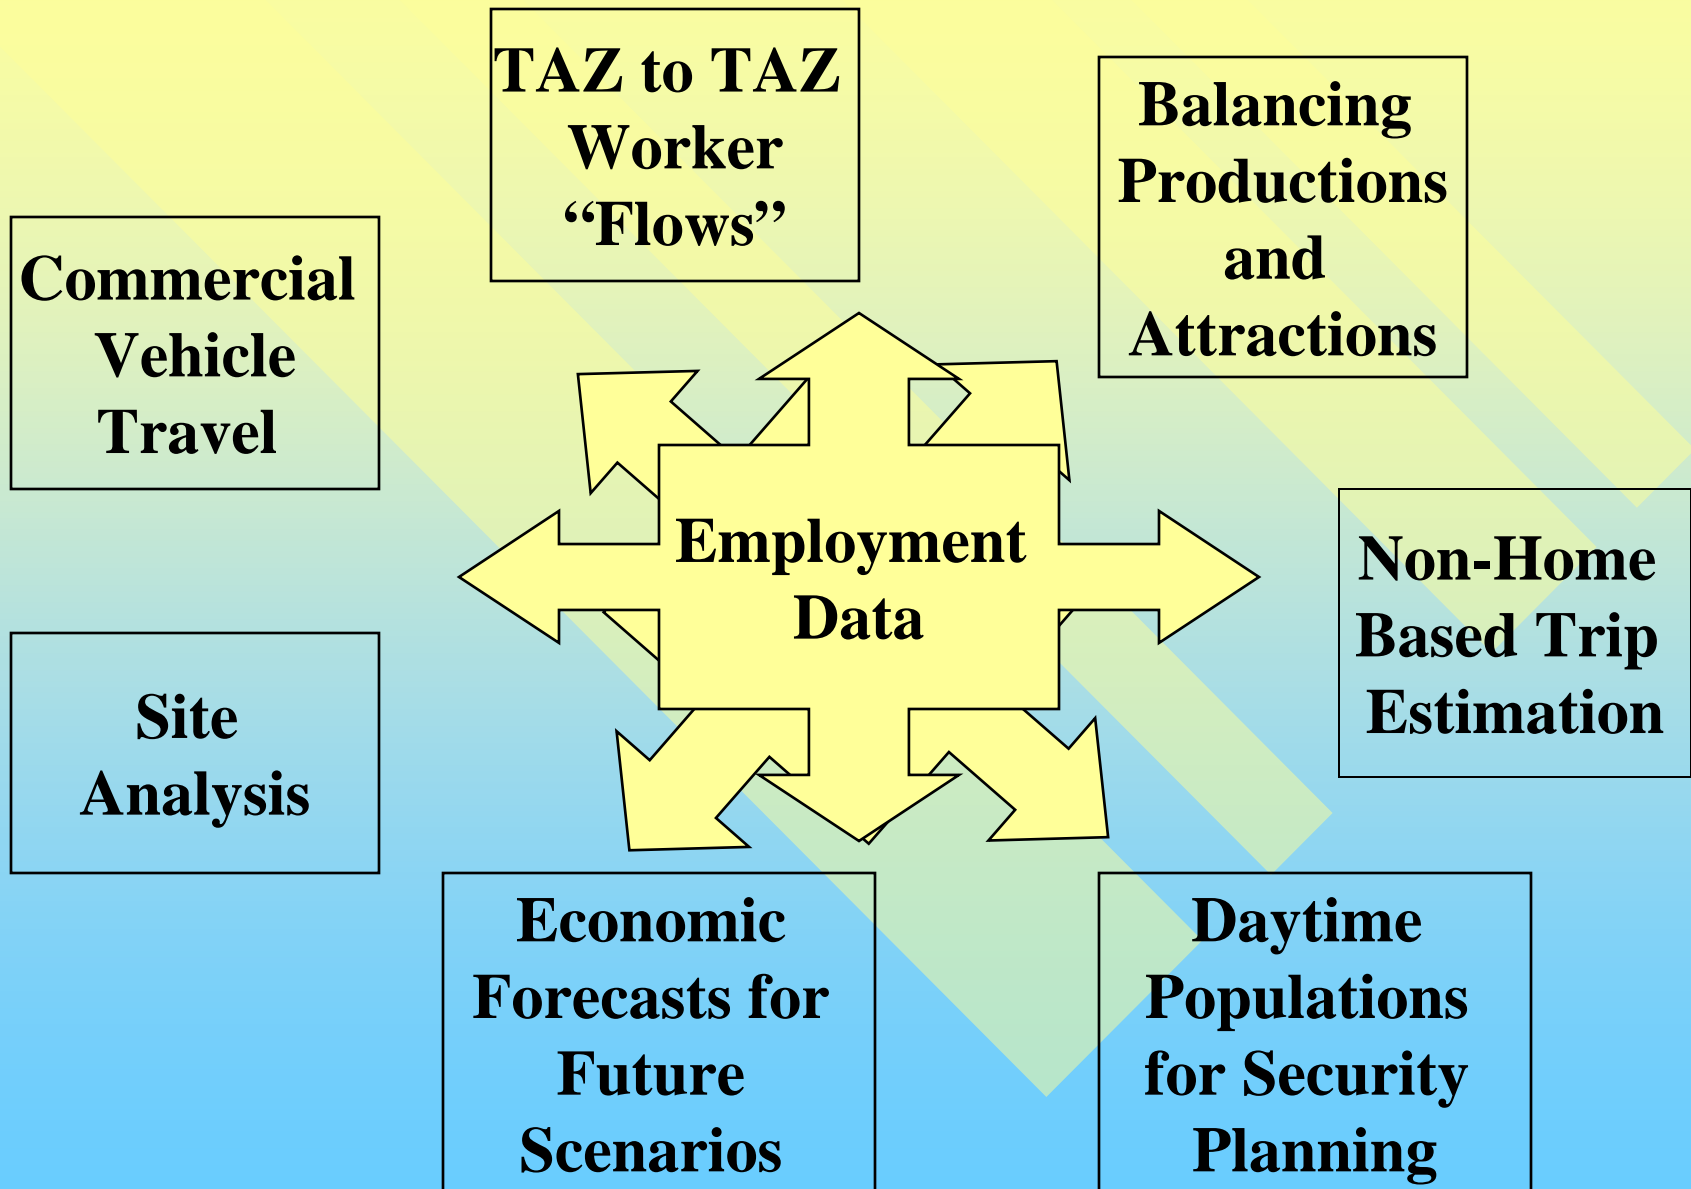 TAZ to TAZ
Worker
“Flows”
Balancing
Productions
and
Attractions
Commercial
Vehicle
Travel
Employment
Data
Non-Home
Based Trip
Estimation
Site
Analysis
Economic
Forecasts for
Future
Scenarios
Daytime
Populations
for Security
Planning